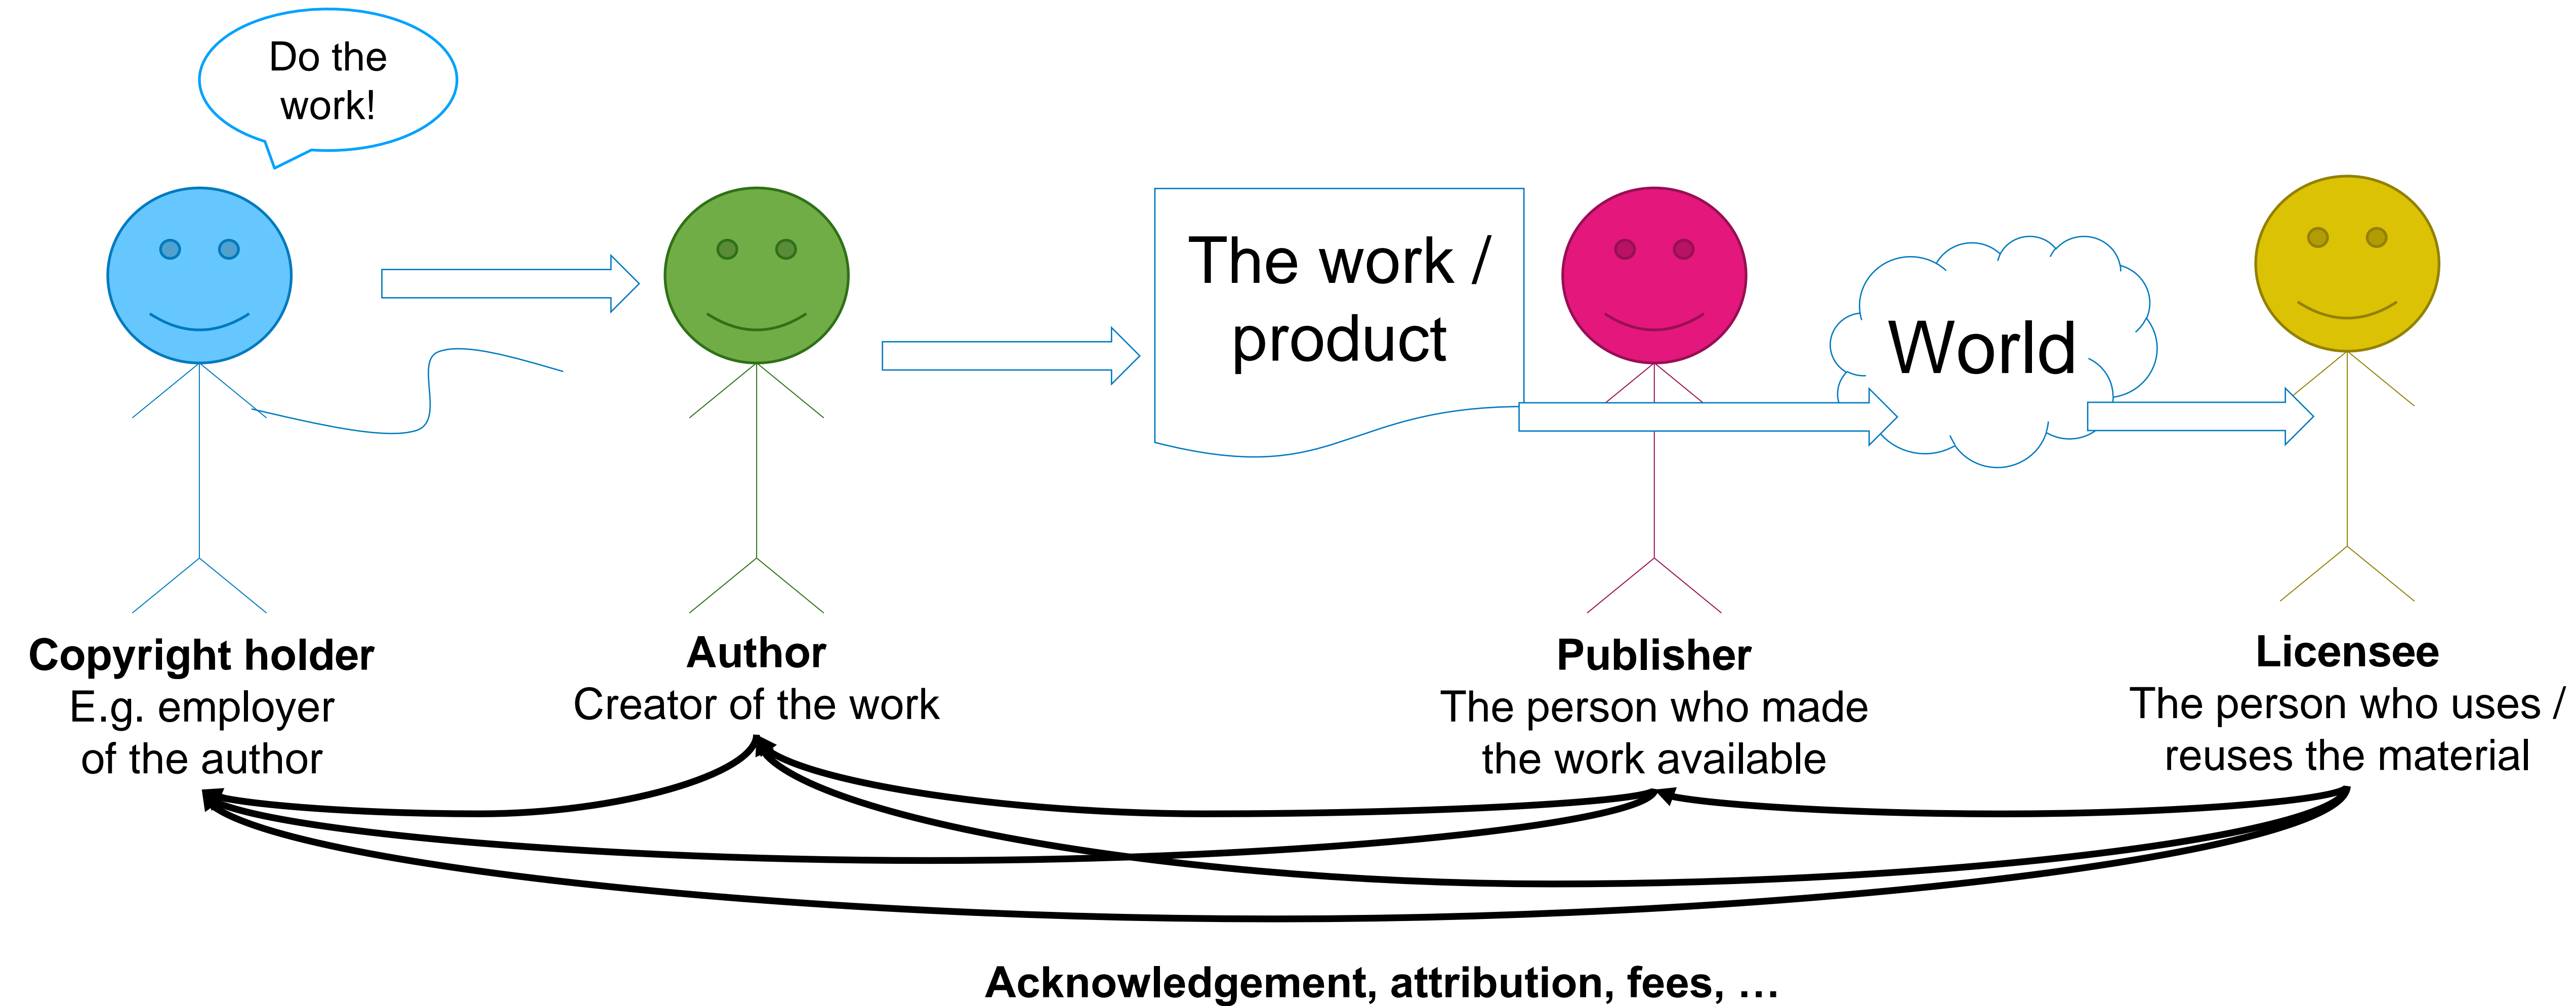 Do the
work!
The work /
product
World
Copyright holder
E.g. employer
of the author
Author
Creator of the work
Publisher
The person who made
the work available
Licensee
The person who uses /
reuses the material
Acknowledgement, attribution, fees, …